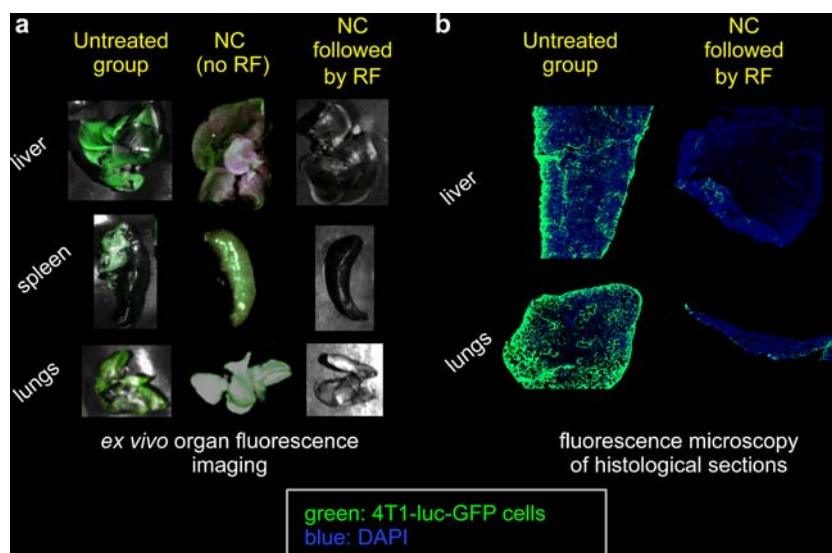 a
Untreated
group
NC
(no RF)
NC
followed
by RF
liver
spleen
lungs
ex vivo organ fluorescence
imaging
b
Untreated
group
NC
followed
by RF
liver
lungs
fluorescence microscopy
of histological sections
green: 4T1-luc-GFP cells
blue: DAPI